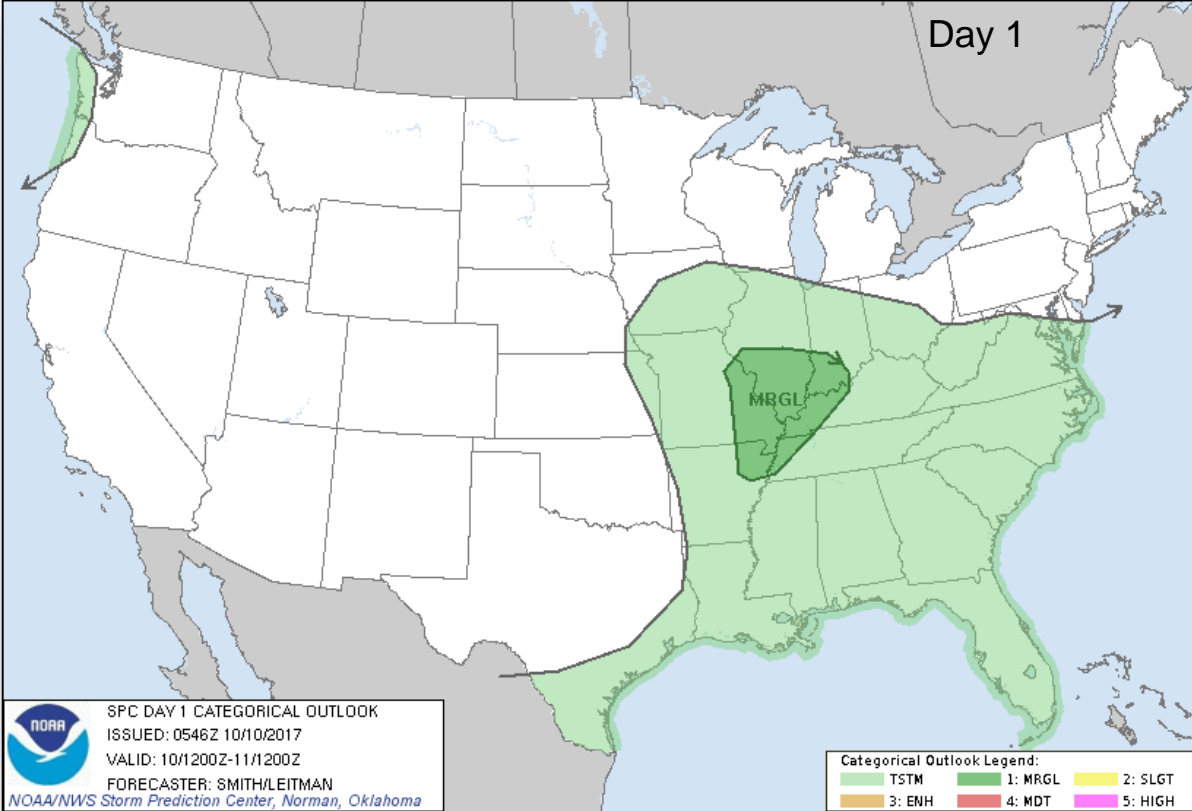 Day 1
MRGL
NOAA
SPC DAY 1 CATEGORICAL OUTLOOK
ISSUED: 0546Z 10/10/2017
VALID: 10/1200Z-11/1200Z
FORECASTER: SMITH/LEITMAN
NOAA/NWS Storm Prediction Center, Norman, Oklahoma
Categorical Outlook Legend:
TSTM 1: MRGL 2: SLGT
3: ENH 4: MDT 5: HIGH